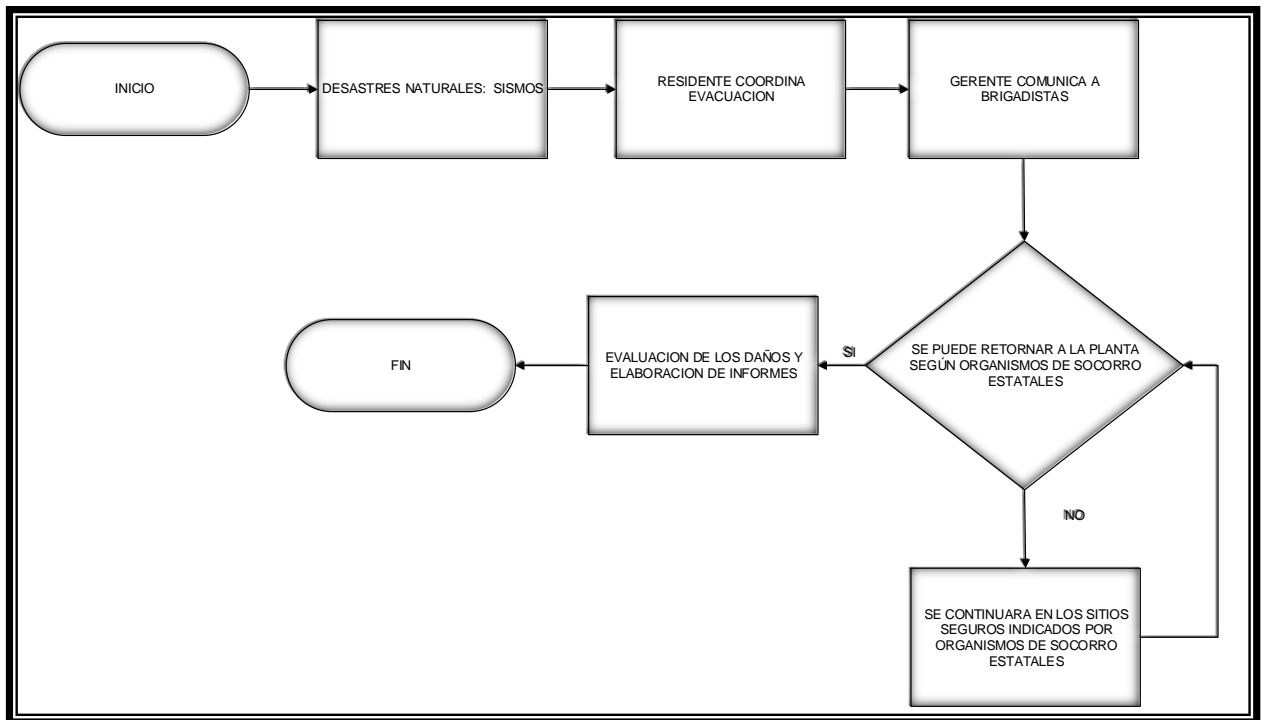 INICIO
DESASTRES NATURALES: SISMOS
RESIDENTE COORDINA
EVACUACION
GERENTE COMUNICA A
BRIGADISTAS
SE PUEDE RETORNAR A LA PLANTA
SEGÚN ORGANISMOS DE SOCORRO
ESTATALES
SI
EVALUACION DE LOS DAÑOS Y
ELABORACION DE INFORMES
FIN
NO
SE CONTINUARA EN LOS SITIOS
SEGUROS INDICADOS POR
ORGANISMOS DE SOCORRO
ESTATALES